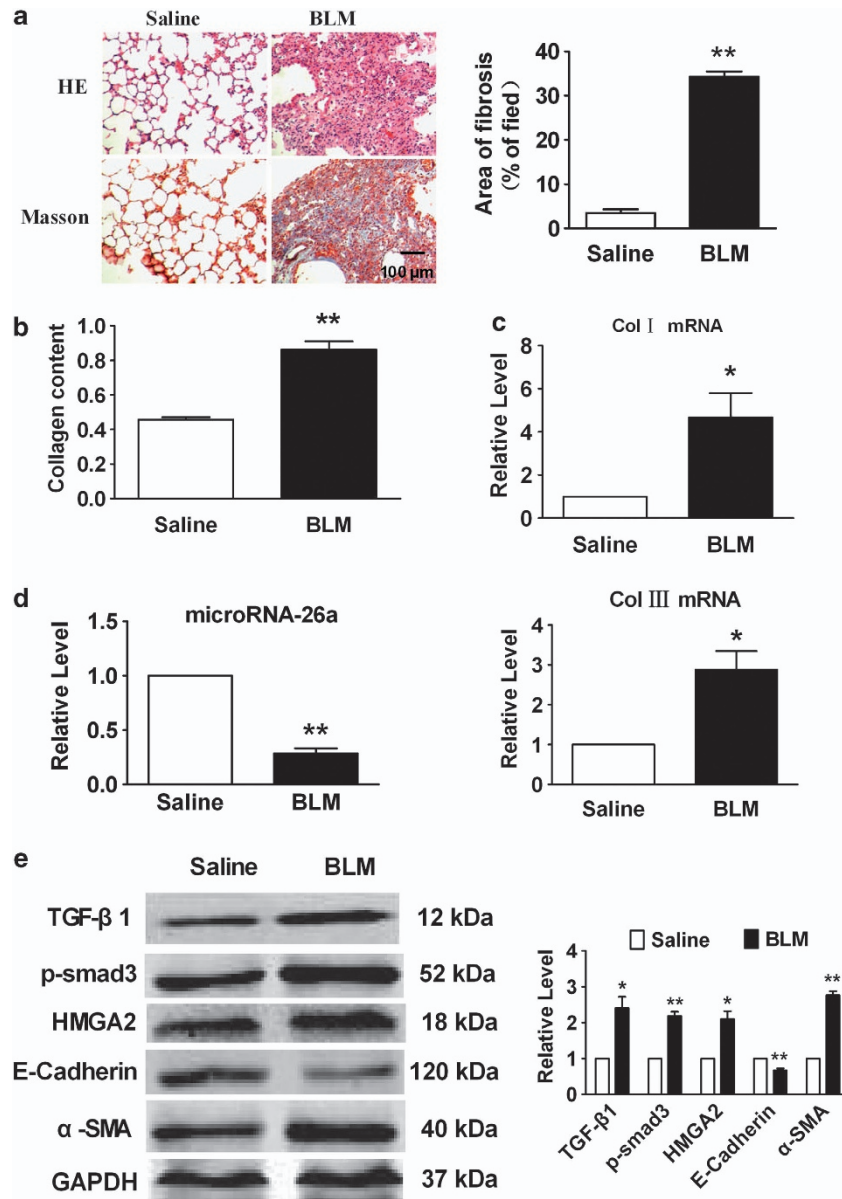 a
Saline BLM
HE
Masson
100 μm
Area of fibrosis
(% of fied)
40
30
20
10
0
**
Saline BLM
b
Collagen content
1.0
0.8
0.6
0.4
0.2
0.0
**
Saline BLM
c
Col Ⅰ mRNA
Relative Level
8
6
4
2
0
*
Saline BLM
d
microRNA-26a
Relative Level
1.5
1.0
0.5
0.0
**
Saline BLM
Col Ⅲ mRNA
Relative Level
4
3
2
1
0
*
Saline BLM
e
Saline BLM
TGF-β 1 12 kDa
p-smad3 52 kDa
HMGA2 18 kDa
E-Cadherin 120 kDa
α-SMA 40 kDa
GAPDH 37 kDa
Saline BLM
Relative Level
4
3
2
1
0
* ** * ** **
TGF-β1
p-smad3
HMGA2
E-Cadherin
α-SMA